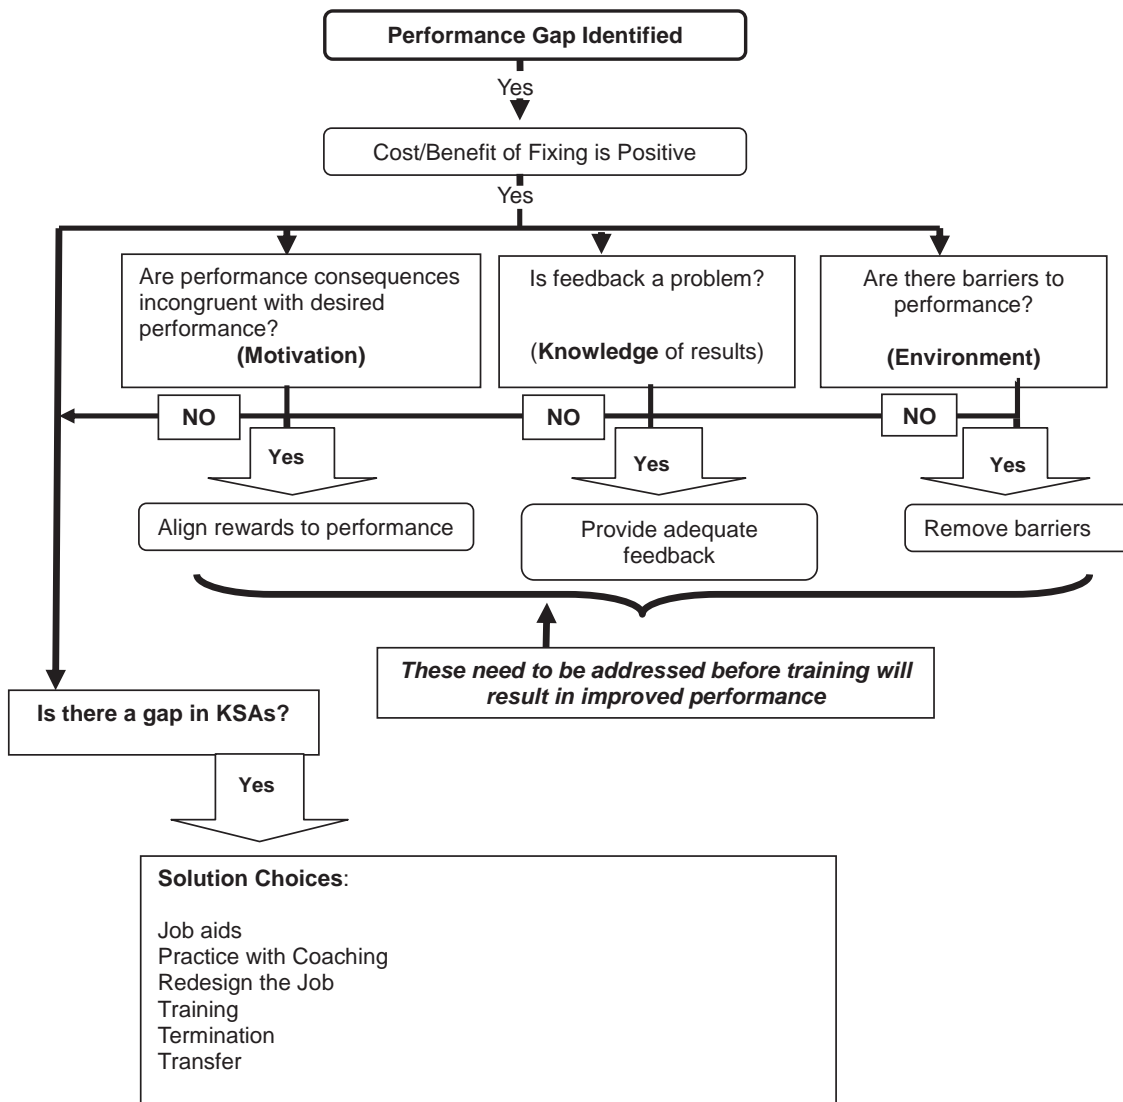 Performance Gap Identified
Yes
Cost/Benefit of Fixing is Positive
Yes
Are performance consequences
incongruent with desired
performance?
(Motivation)
Is feedback a problem?
(Knowledge of results)
Are there barriers to
performance?
(Environment)
NO
NO
NO
Yes
Yes
Yes
Align rewards to performance
Provide adequate
feedback
Remove barriers
These need to be addressed before training will
result in improved performance
Is there a gap in KSAs?
Yes
Solution Choices:
Job aids
Practice with Coaching
Redesign the Job
Training
Termination
Transfer